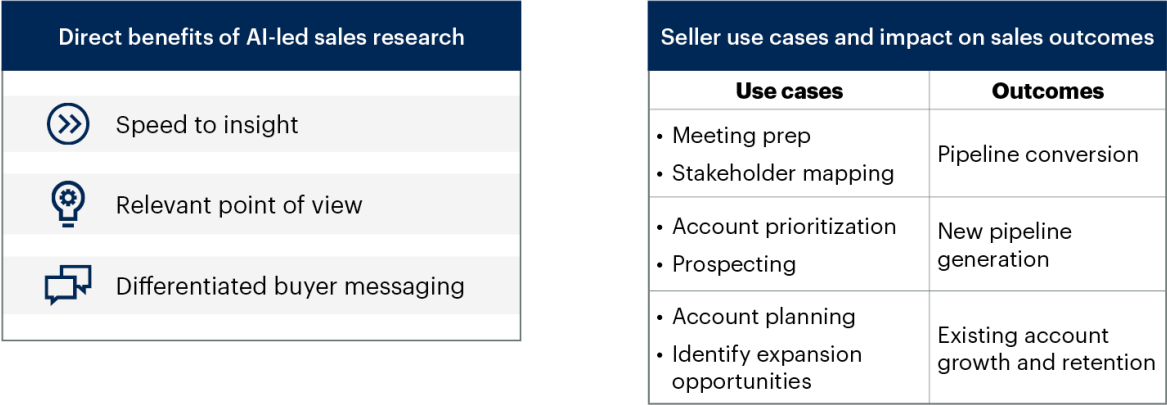 Direct benefits of AI-led sales research
Speed to insight
Relevant point of view
Differentiated buyer messaging
Seller use cases and impact on sales outcomes
Use cases
Outcomes
• Meeting prep
• Stakeholder mapping
Pipeline conversion
• Account prioritization
• Prospecting
New pipeline
generation
• Account planning
• Identify expansion
opportunities
Existing account
growth and retention